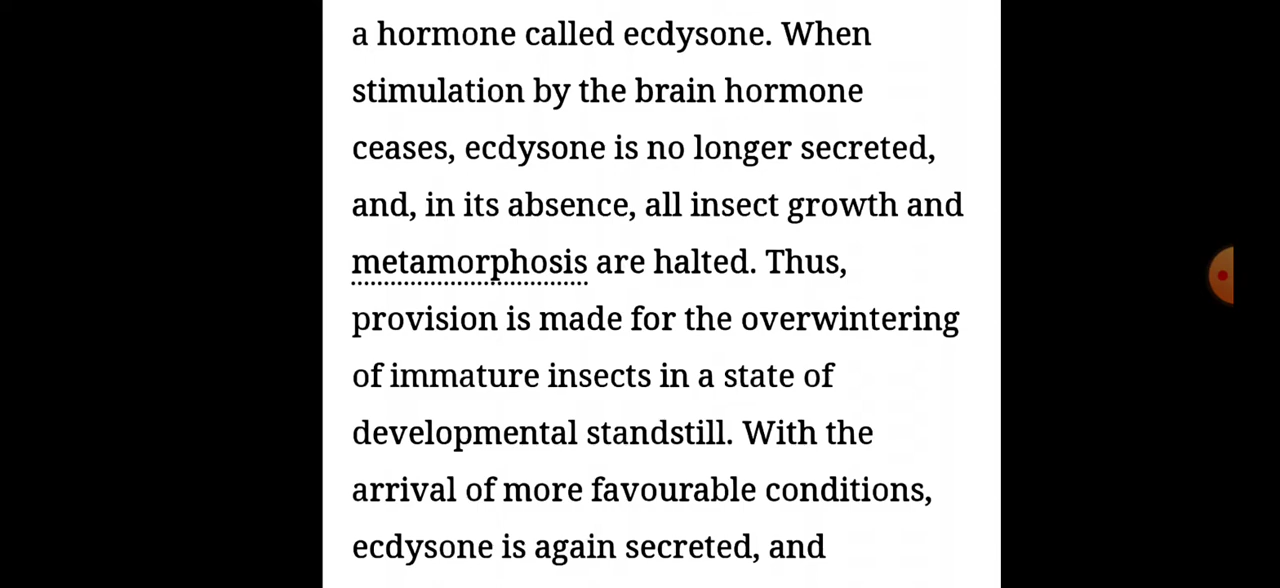 a hormone called ecdysone. When
stimulation by the brain hormone
ceases, ecdysone is no longer secreted,
and, in its absence, all insect growth and
metamorphosis are halted. Thus,
provision is made for the overwintering
of immature insects in a state of
developmental standstill. With the
arrival of more favourable conditions,
ecdysone is again secreted, and